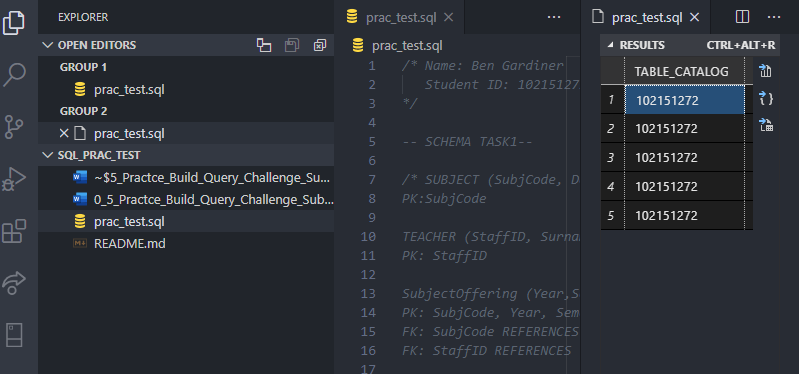 EXPLORER
OPEN EDITORS
GROUP 1
prac_test.sql
GROUP 2
prac_test.sql
SQL_PRAC_TEST
~$5_Practce_Build_Query_Challenge_Su...
0_5_Practce_Build_Query_Challenge_Sub...
prac_test.sql
README.md
prac_test.sql
prac_test.sql
1 /* Name: Ben Gardiner
2 Student ID: 10215127
3 */
4
5 -- SCHEMA TASK1--
6
7 /* SUBJECT (SubjCode, D
8 PK:SubjCode
9
10 TEACHER (StaffID, Surna
11 PK: StaffID
12
13 SubjectOffering (Year,S
14 PK: SubjCode, Year, Sem
15 FK: SubjCode REFERENCES
16 FK: StaffID REFERENCES
17
prac_test.sql
RESULTS CTRL+ALT+R
TABLE_CATALOG
1 102151272
2 102151272
3 102151272
4 102151272
5 102151272